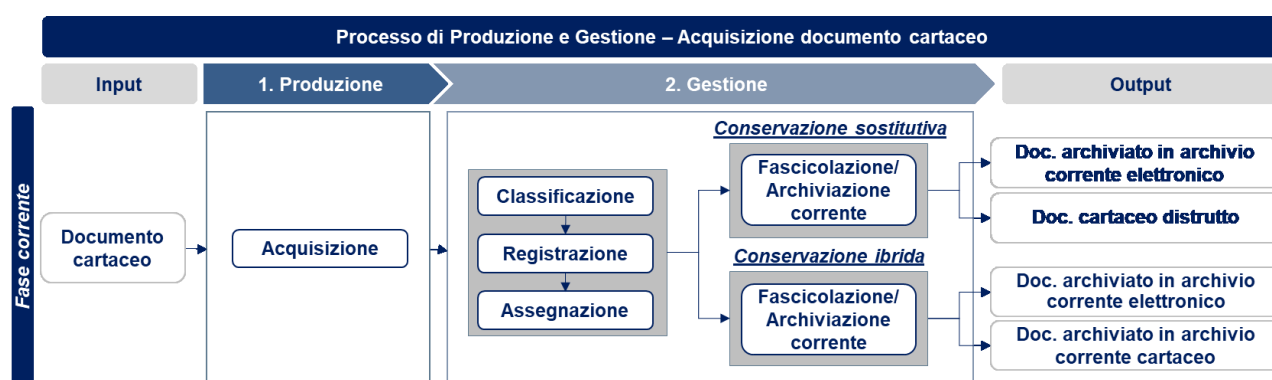 Processo di Produzione e Gestione – Acquisizione documento cartaceo
Input
1. Produzione
2. Gestione
Output
Fase corrente
Documento
cartaceo
Acquisizione
Classificazione
Registrazione
Assegnazione
Conservazione sostitutiva
Fascicolazione/
Archiviazione
corrente
Conservazione ibrida
Fascicolazione/
Archiviazione
corrente
Doc. archiviato in archivio
corrente elettronico
Doc. cartaceo distrutto
Doc. archiviato in archivio
corrente elettronico
Doc. archiviato in archivio
corrente cartaceo